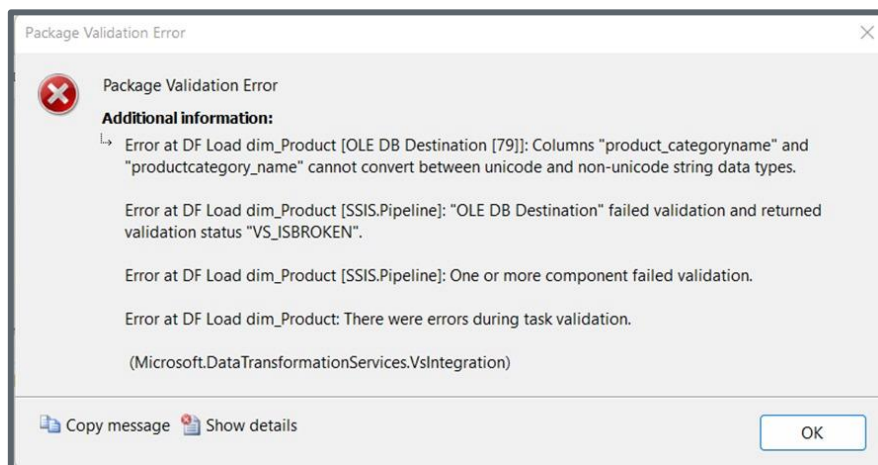 Package Validation Error
Package Validation Error
Additional information:
Error at DF Load dim_Product [OLE DB Destination [79]]: Columns "product_categoryname" and
"productcategory_name" cannot convert between unicode and non-unicode string data types.
Error at DF Load dim_Product [SSIS.Pipeline]: "OLE DB Destination" failed validation and returned
validation status "VS_ISBROKEN".
Error at DF Load dim_Product [SSIS.Pipeline]: One or more component failed validation.
Error at DF Load dim_Product: There were errors during task validation.
(Microsoft.DataTransformationServices.VsIntegration)
Copy message Show details
OK